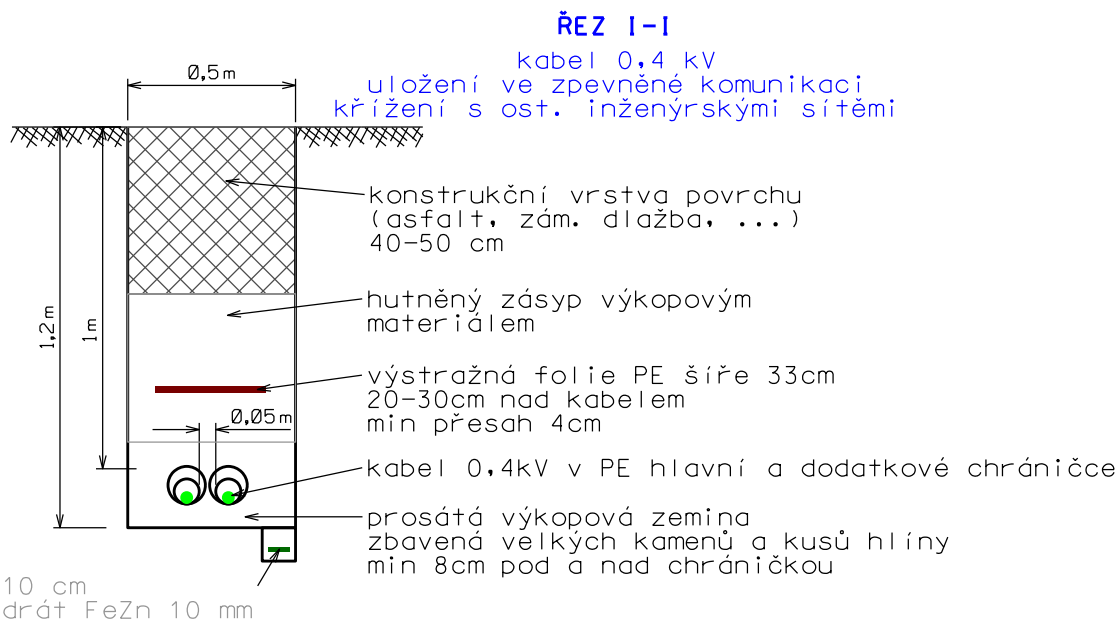 ŘEZ I-I
kabel 0,4 kV
uložení ve zpevněné komunikaci
křížení s ost. inženýrskými sítěmi
0,5m
konstrukční vrstva povrchu
(asfalt, zám. dlažba, ...)
40-50 cm
hutněný zásyp výkopovým
materiálem
1,2m
1m
výstražná folie PE šíře 33cm
20-30cm nad kabelem
min přesah 4cm
0,05m
kabel 0,4kV v PE hlavní a dodatkové chráničce
prosátá výkopová zemina
zbavená velkých kamenů a kusů hlíny
min 8cm pod a nad chráničkou
10 cm
drát FeZn 10 mm